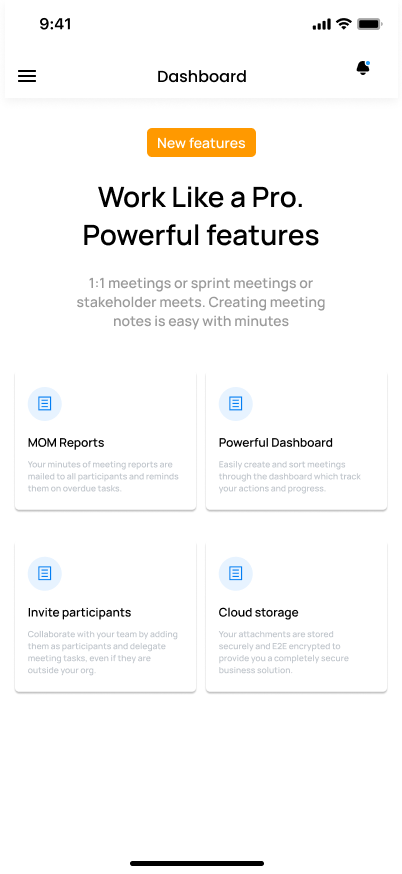 9:41
Dashboard
New features
Work Like a Pro.
Powerful features
1:1 meetings or sprint meetings or
stakeholder meets. Creating meeting
notes is easy with minutes
MOM Reports
Your minutes of meeting reports are
mailed to all participants and reminds
them on overdue tasks.
Powerful Dashboard
Easily create and sort meetings
through the dashboard which track
your actions and progress.
Invite participants
Collaborate with your team by adding
them as participants and delegate
meeting tasks, even if they are
outside your org.
Cloud storage
Your attachments are stored
securely and E2E encrypted to
provide you a completely secure
business solution.